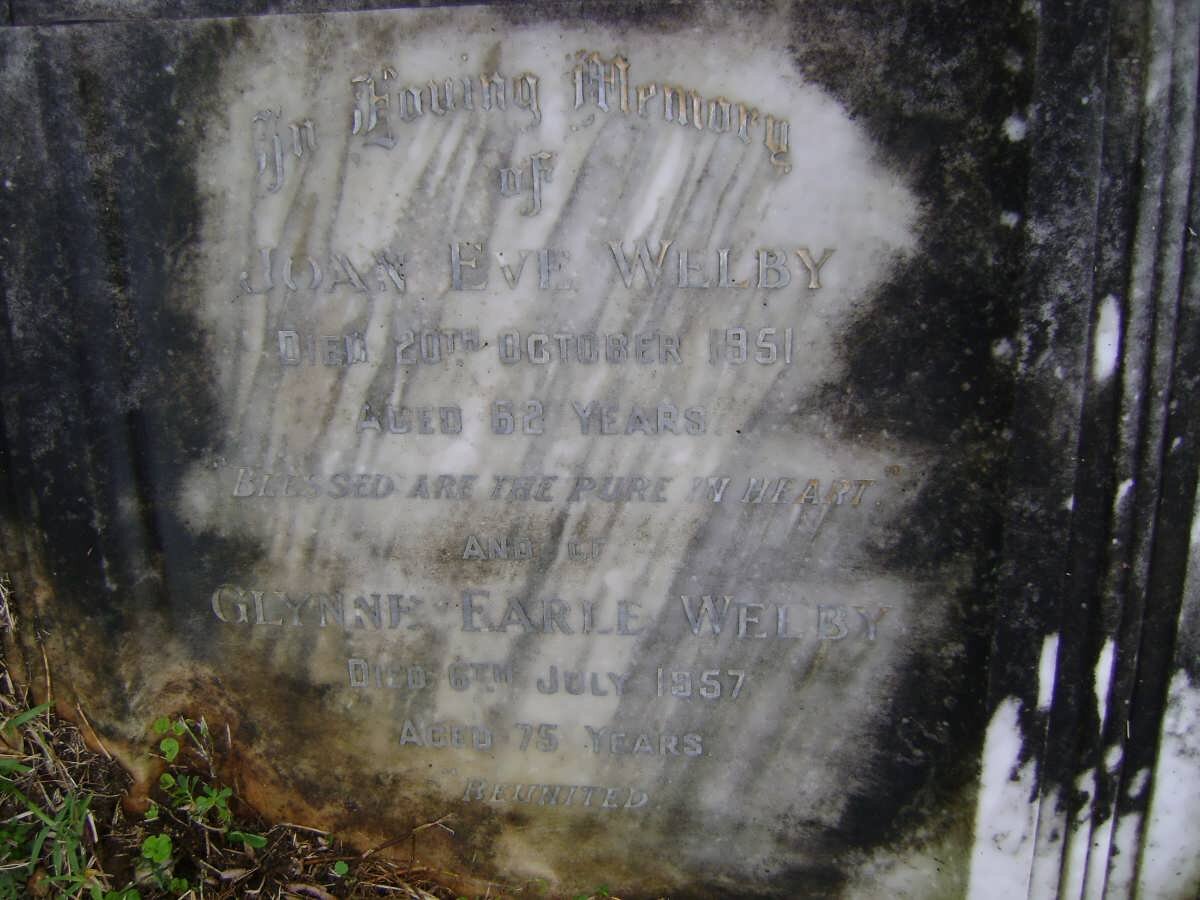 In Loving Memory
of
JOAN EVE WELBY
DIED 20TH OCTOBER 1951
AGED 62 YEARS.
"BLESSED ARE THE PURE IN HEART."
AND OF
GLYNNE EARLE WELBY
DIED 6TH JULY 1957
AGED 75 YEARS.
"REUNITED"